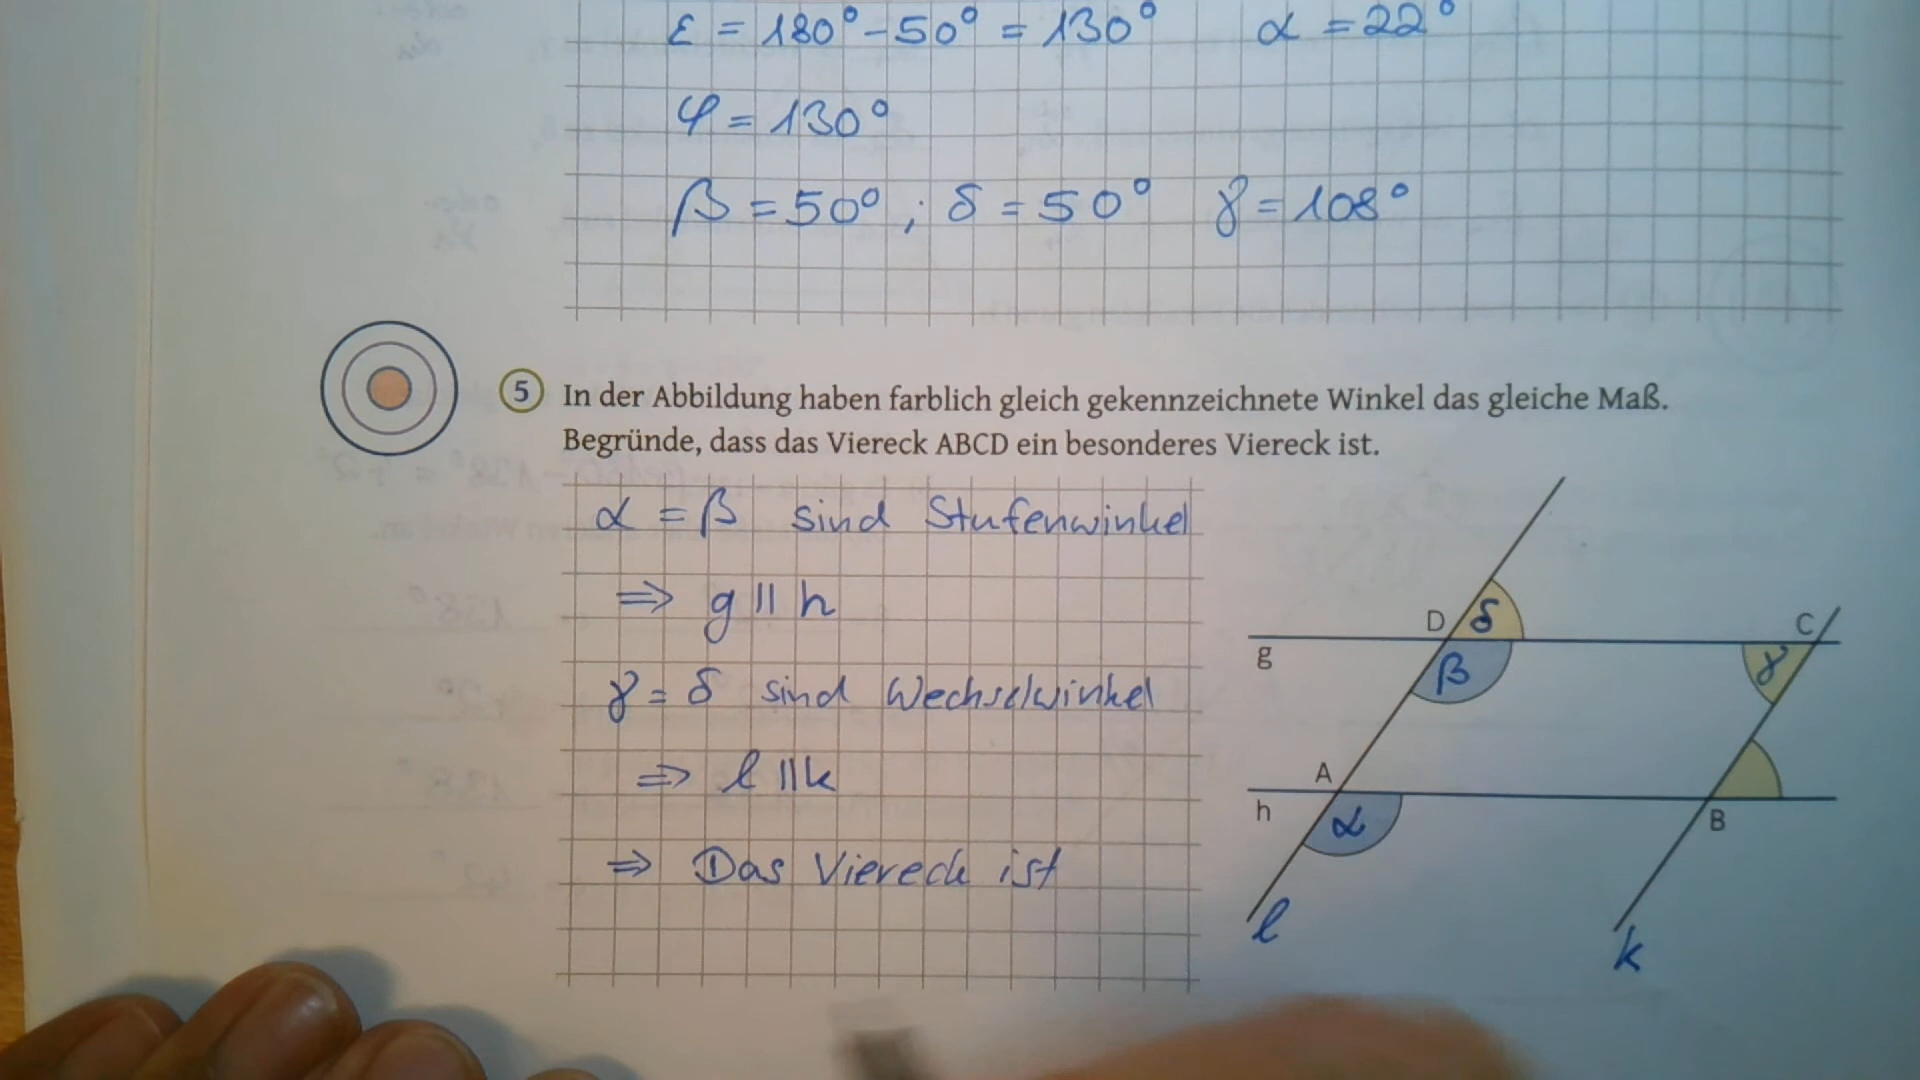 ε = 180° - 50° = 130° α = 22°
φ = 130°
β = 50° ; δ = 50° γ = 108°
5 In der Abbildung haben farblich gleich gekennzeichnete Winkel das gleiche Maß.
Begründe, dass das Viereck ABCD ein besonderes Viereck ist.
α = β sind Stufenwinkel
⇒ g || h
γ = δ sind Wechselwinkel
⇒ l || k
⇒ Das Viereck ist
D δ C
g β γ
A
h α B
l k